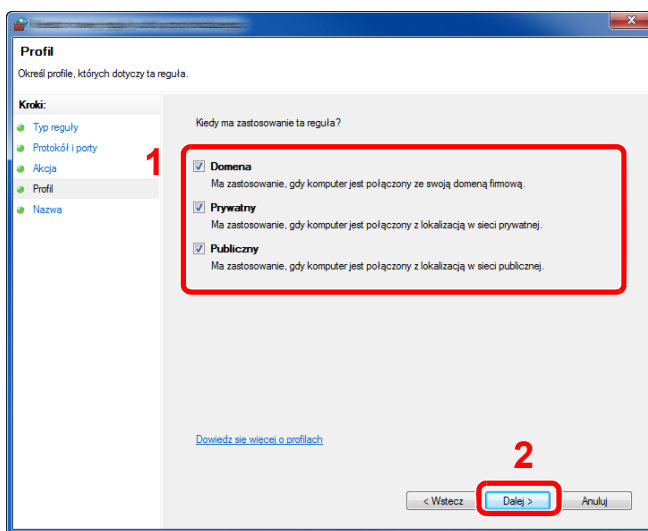 Profil
Określ profile, których dotyczy ta reguła.
Kroki:
Typ reguły
Protokół i porty
Akcja
Profil
Nazwa
Kiedy ma zastosowanie ta reguła?
1
Domena
Ma zastosowanie, gdy komputer jest połączony ze swoją domeną firmową.
Prywatny
Ma zastosowanie, gdy komputer jest połączony z lokalizacją w sieci prywatnej.
Publiczny
Ma zastosowanie, gdy komputer jest połączony z lokalizacją w sieci publicznej.
Dowiedz się więcej o profilach
2
< Wstecz Dalej > Anuluj